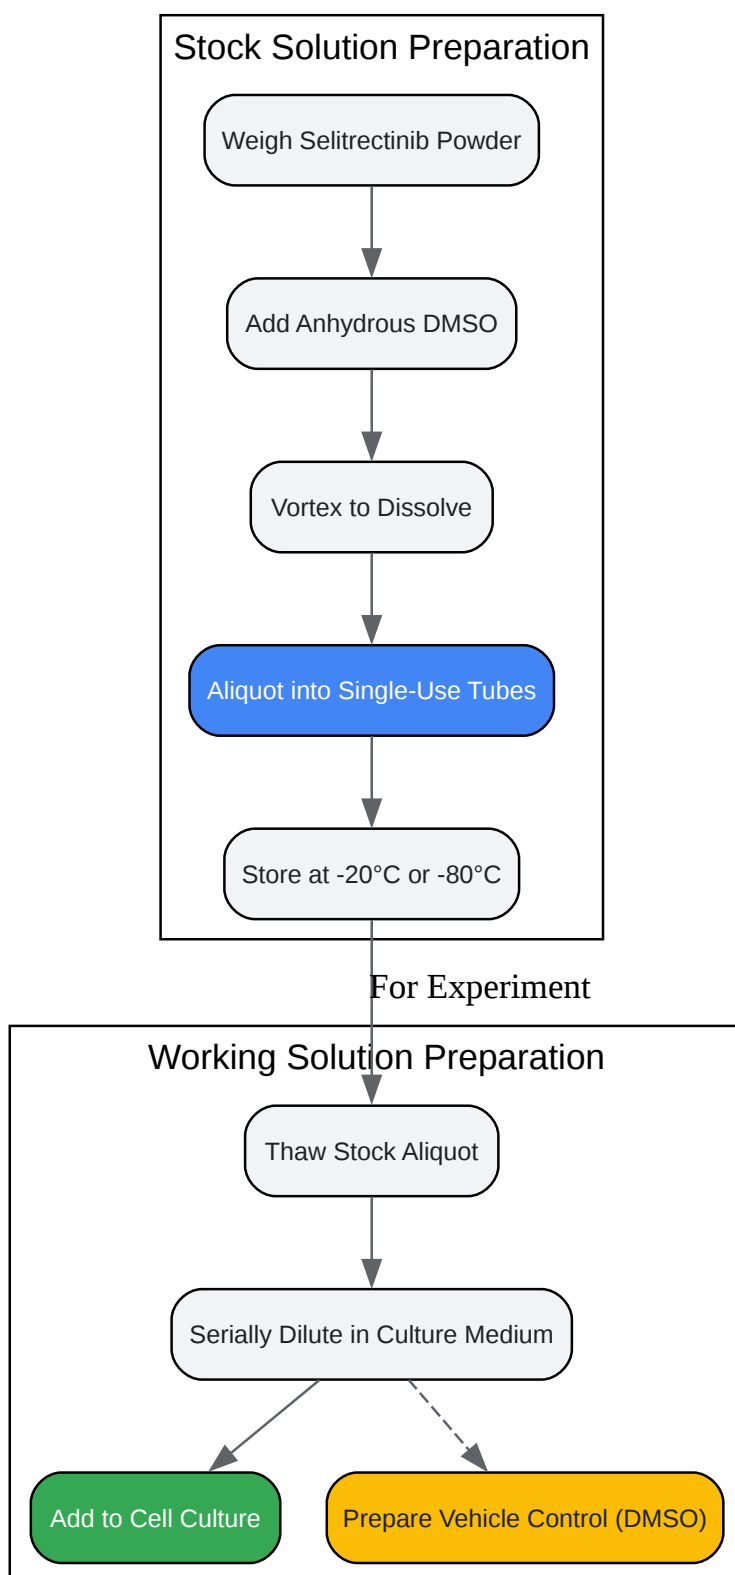 Stock Solution Preparation
Weigh Selitrectinib Powder
Add Anhydrous DMSO
Vortex to Dissolve
Aliquot into Single-Use Tubes
Store at -20°C or -80°C
For Experiment
Working Solution Preparation
Thaw Stock Aliquot
Serially Dilute in Culture Medium
Add to Cell Culture
Prepare Vehicle Control (DMSO)